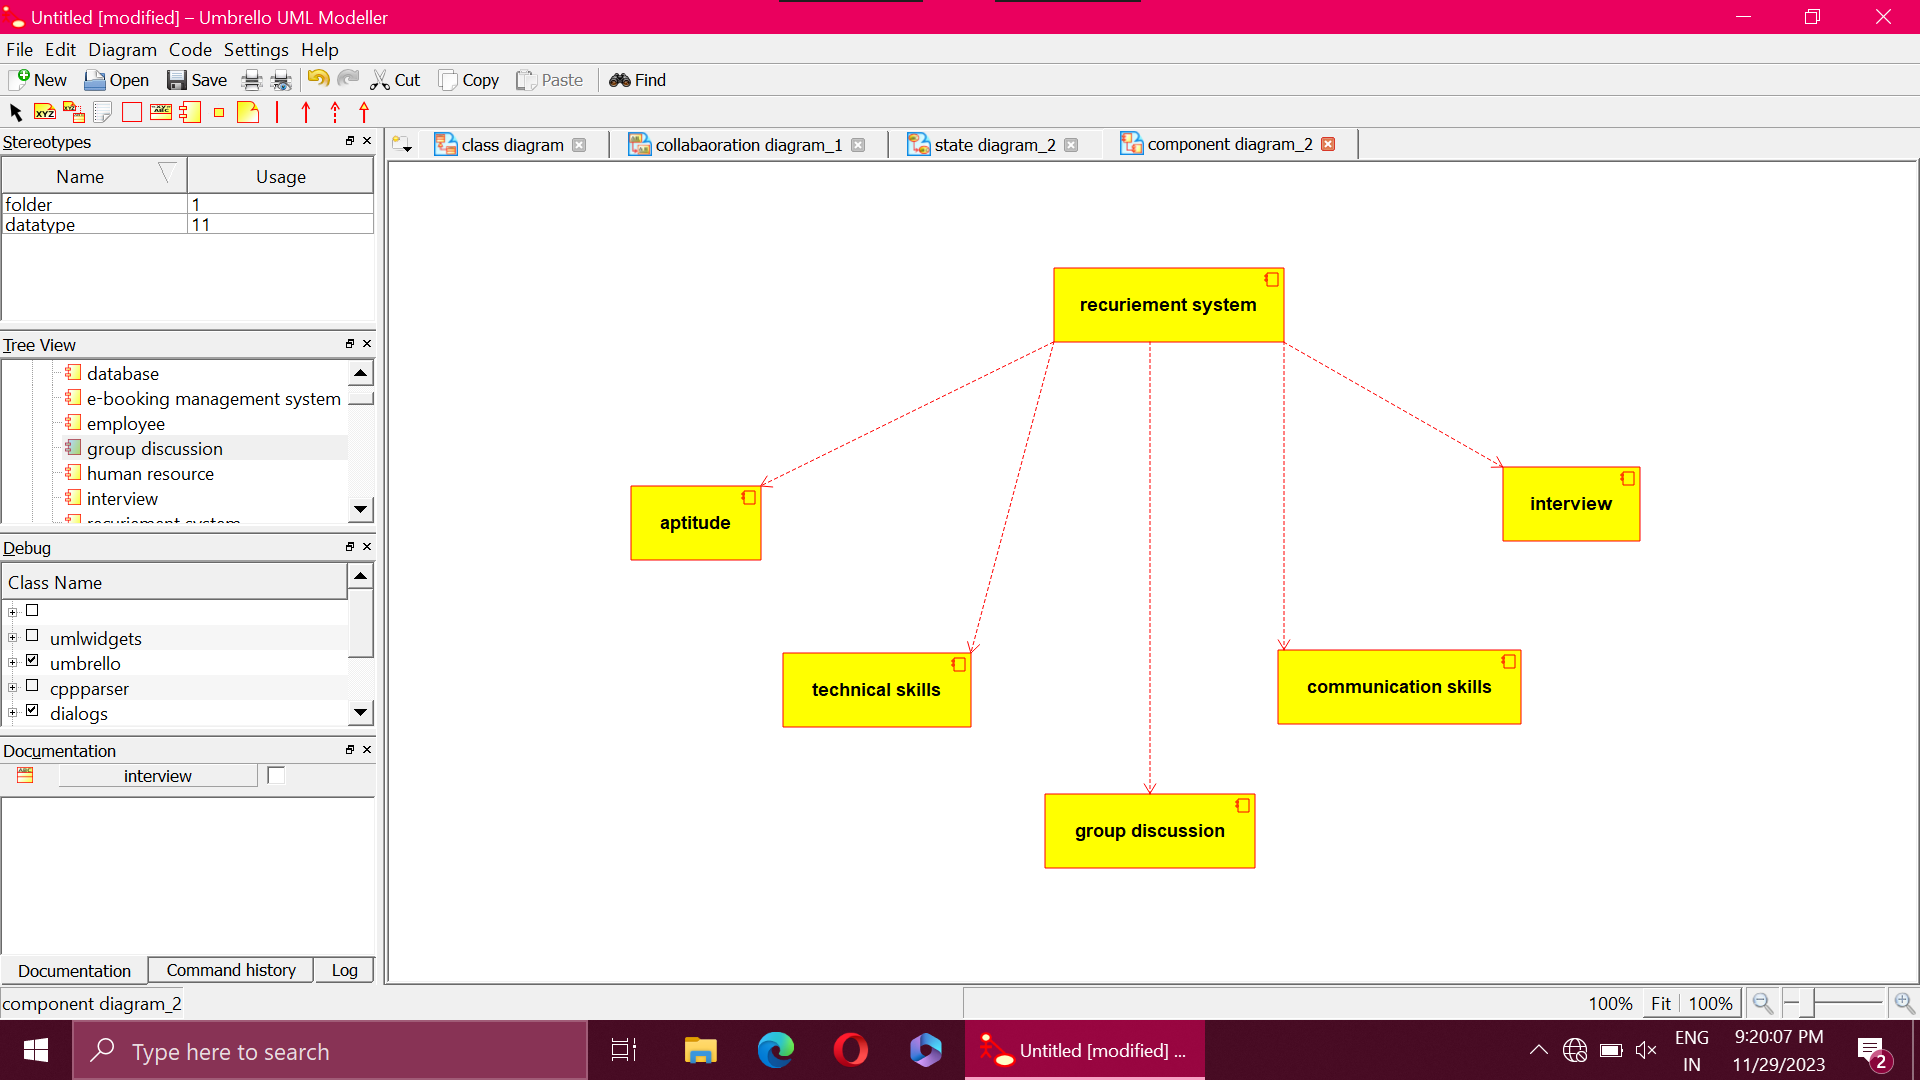 Untitled [modified] – Umbrello UML Modeller
File Edit Diagram Code Settings Help
New Open Save Cut Copy Paste Find
Stereotypes
Name Usage
folder 1
datatype 11
Tree View
database
e-booking management system
employee
group discussion
human resource
interview
recuriement system
Debug
Class Name
umlwidgets
umbrello
cppparser
dialogs
Documentation
interview
Documentation Command history Log
class diagram collabaoration diagram_1 state diagram_2 component diagram_2
recuriement system
aptitude
interview
technical skills
communication skills
group discussion
component diagram_2
100% Fit 100%
Type here to search
Untitled [modified] ...
ENG
IN
9:20:07 PM
11/29/2023
2